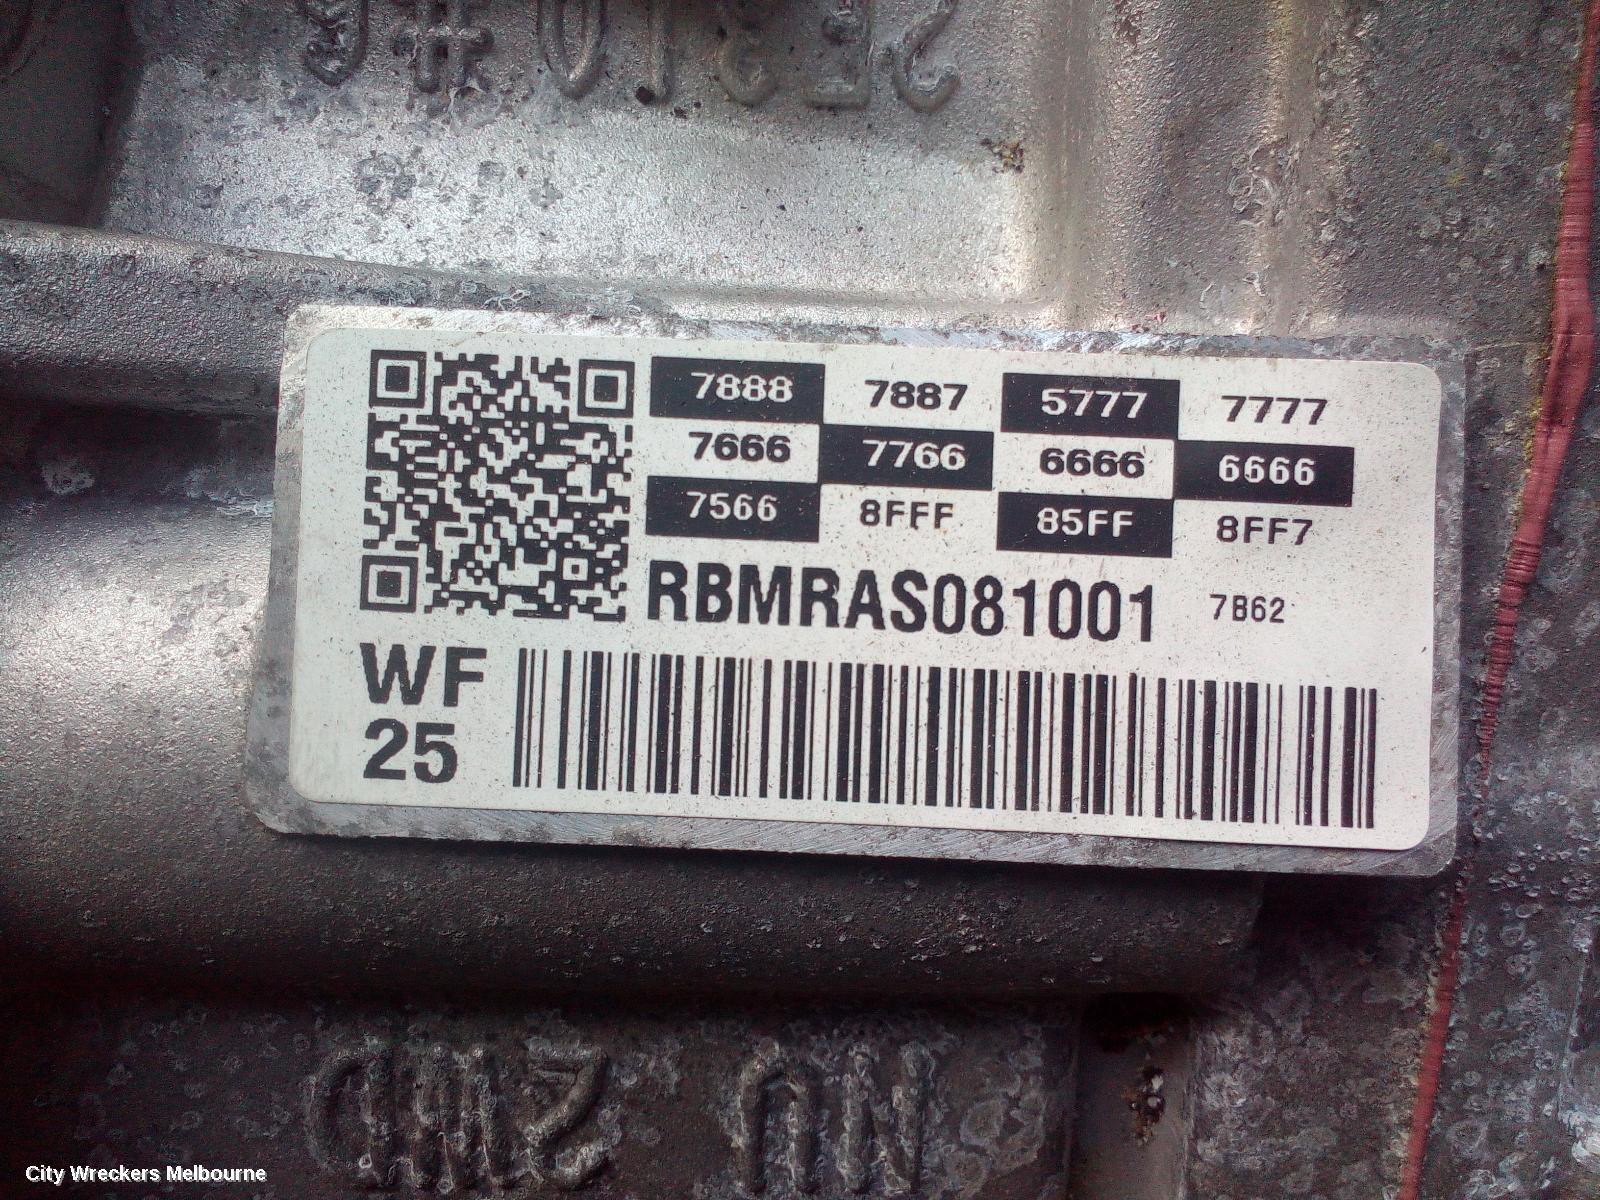 7888 7887 5777 7777
7666 7766 6666 6666
7566 8FFF 85FF 8FF7
RBMRAS081001 7B62
WF
25
City Wreckers Melbourne